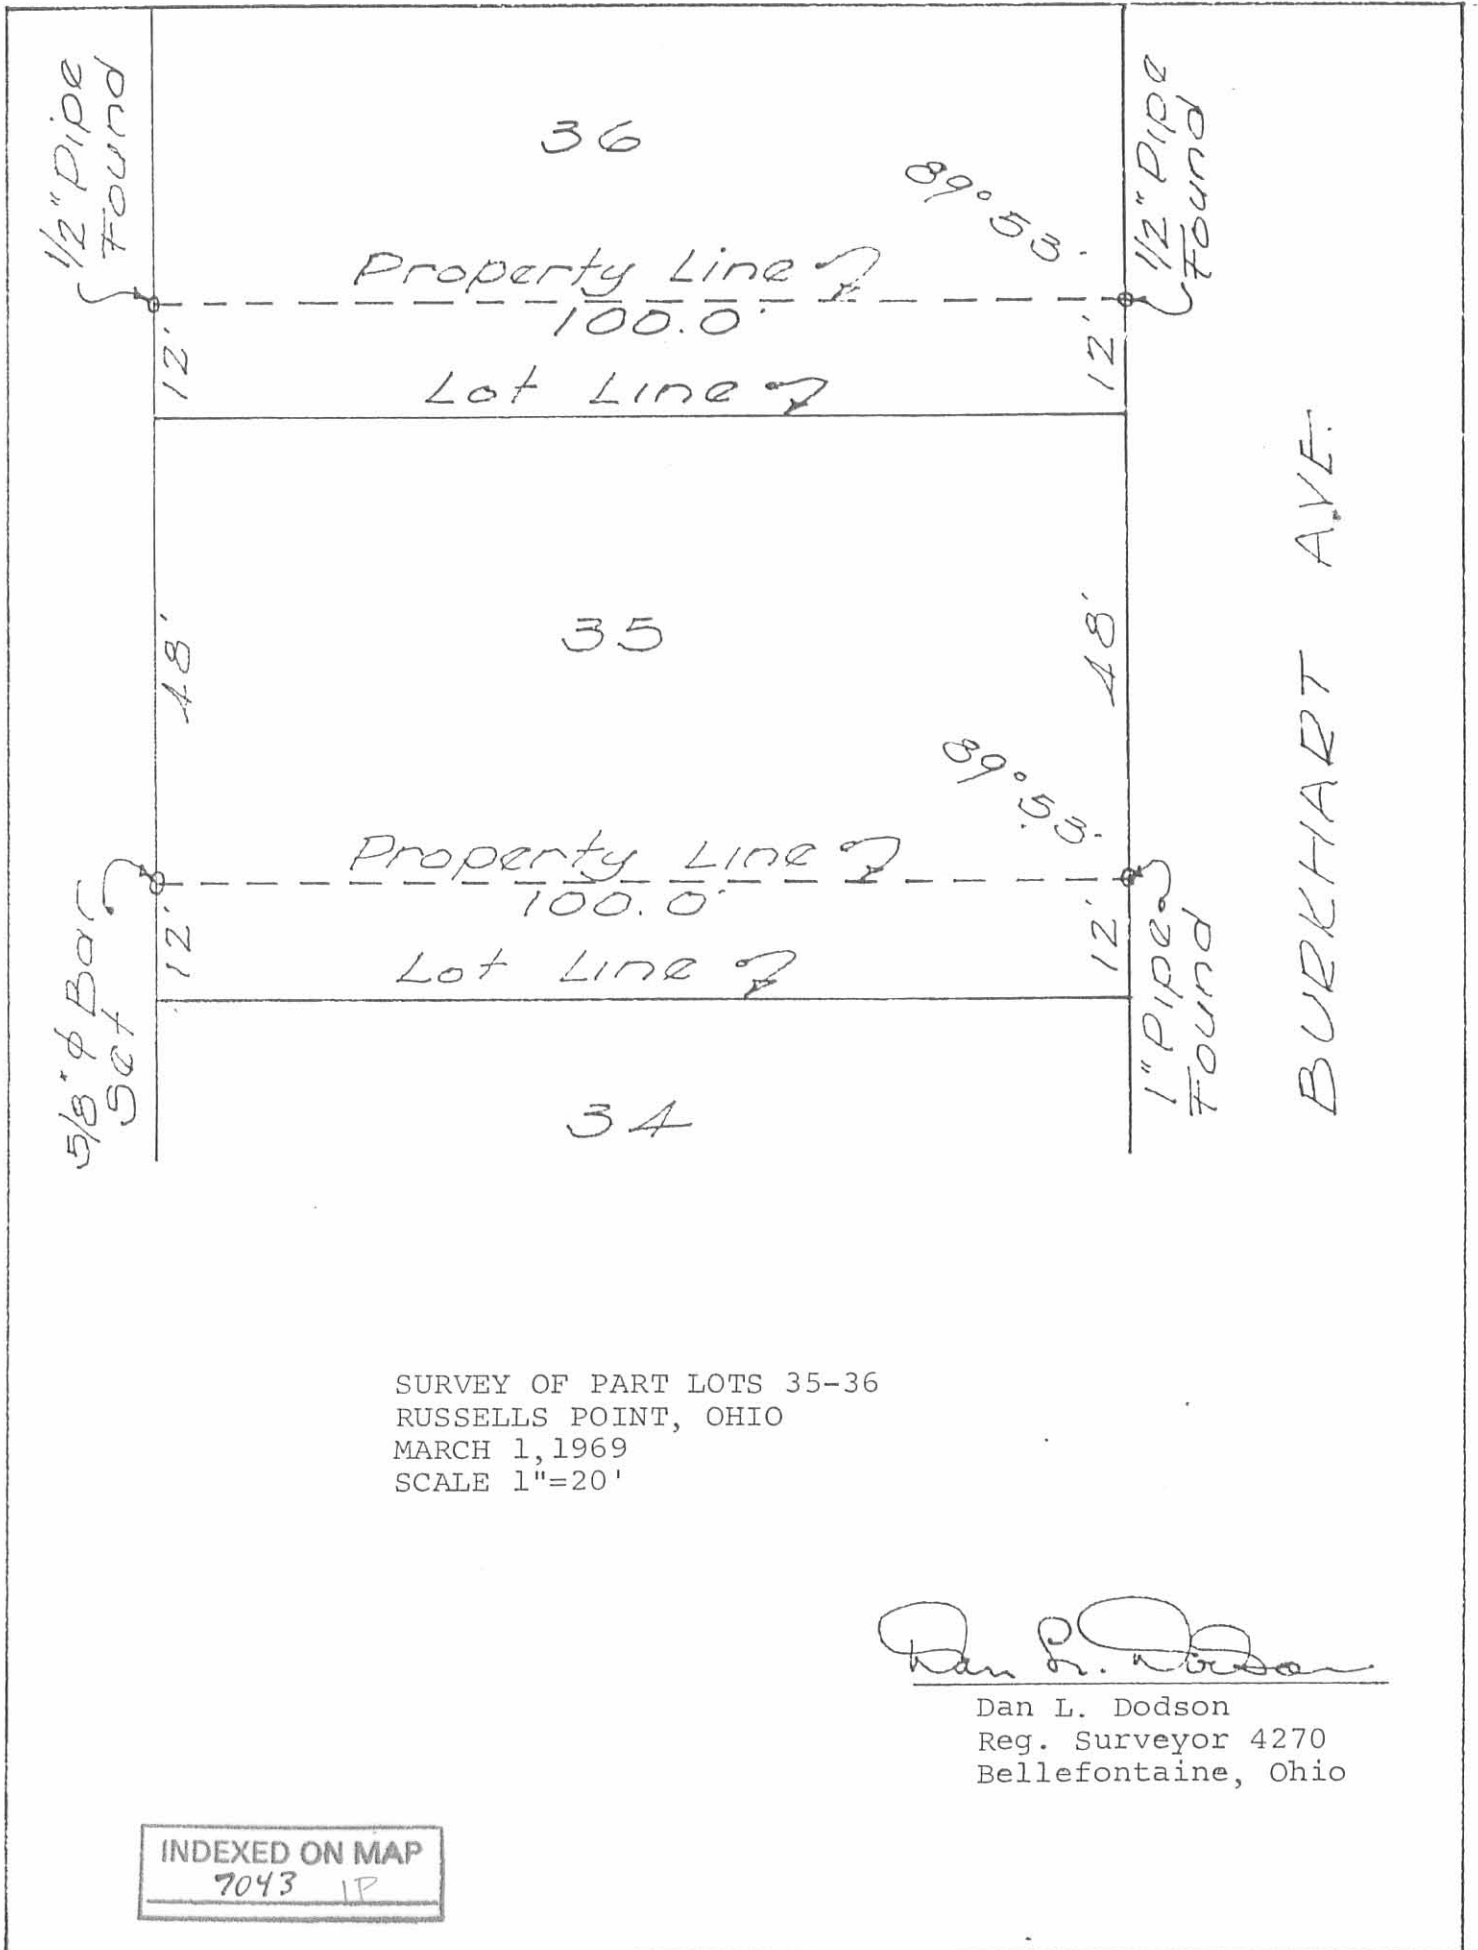 1/2" Pipe
Found
36
89° 53'
1/2" Pipe
Found
Property Line
100.0'
12'
12'
Lot Line
48'
35
48'
BURKHART AVE.
89° 53'
Property Line
100.0'
12'
12'
Lot Line
5/8" ϕ Bar
Set
1" Pipe
Found
34
SURVEY OF PART LOTS 35-36
RUSSELLS POINT, OHIO
MARCH 1,1969
SCALE 1"=20'
Dan L. Dodson
Dan L. Dodson
Reg. Surveyor 4270
Bellefontaine, Ohio
INDEXED ON MAP
7043 1P